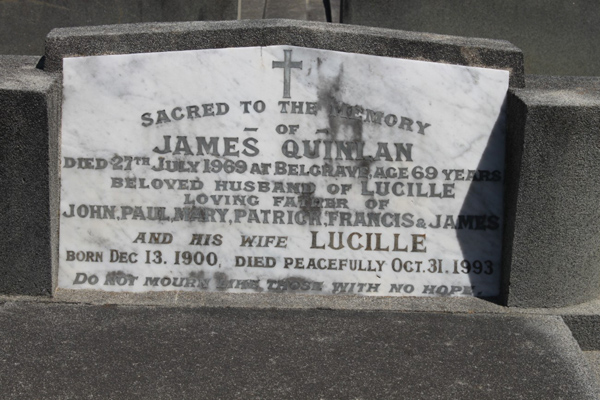 SACRED TO THE MEMORY
– OF –
JAMES QUINLAN
DIED 27TH JULY 1969 AT BELGRAVE, AGE 69 YEARS
BELOVED HUSBAND OF LUCILLE
LOVING FATHER OF
JOHN, PAUL, MARY, PATRICK, FRANCIS & JAMES
AND HIS WIFE LUCILLE
BORN DEC 13. 1900, DIED PEACEFULLY OCT. 31. 1993
DO NOT MOURN LIKE THOSE WITH NO HOPE.